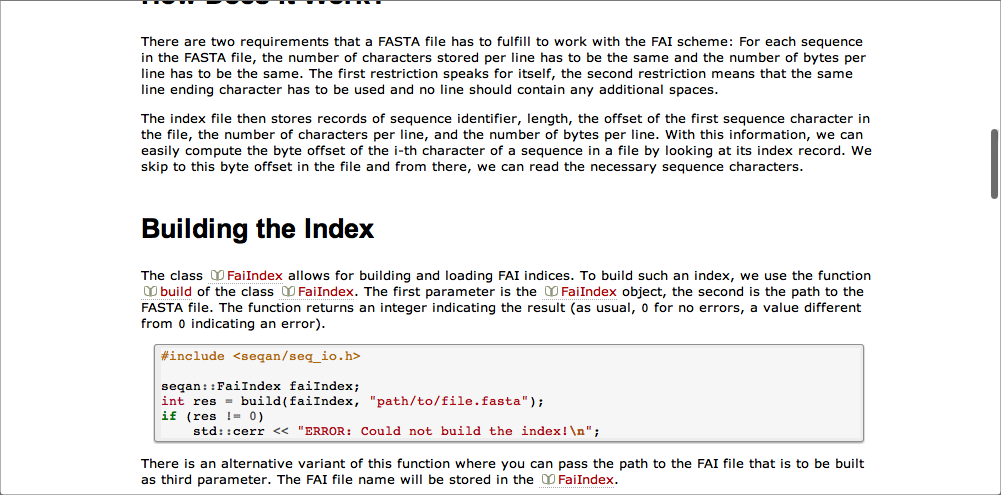 How Does It Work?
There are two requirements that a FASTA file has to fulfill to work with the FAI scheme: For each sequence
in the FASTA file, the number of characters stored per line has to be the same and the number of bytes per
line has to be the same. The first restriction speaks for itself, the second restriction means that the same
line ending character has to be used and no line should contain any additional spaces.
The index file then stores records of sequence identifier, length, the offset of the first sequence character in
the file, the number of characters per line, and the number of bytes per line. With this information, we can
easily compute the byte offset of the i-th character of a sequence in a file by looking at its index record. We
skip to this byte offset in the file and from there, we can read the necessary sequence characters.
Building the Index
The class FaiIndex allows for building and loading FAI indices. To build such an index, we use the function
build of the class FaiIndex. The first parameter is the FaiIndex object, the second is the path to the
FASTA file. The function returns an integer indicating the result (as usual, 0 for no errors, a value different
from 0 indicating an error).
#include <seqan/seq_io.h>
seqan::FaiIndex faiIndex;
int res = build(faiIndex, "path/to/file.fasta");
if (res != 0)
    std::cerr << "ERROR: Could not build the index!\n";
There is an alternative variant of this function where you can pass the path to the FAI file that is to be built
as third parameter. The FAI file name will be stored in the FaiIndex.